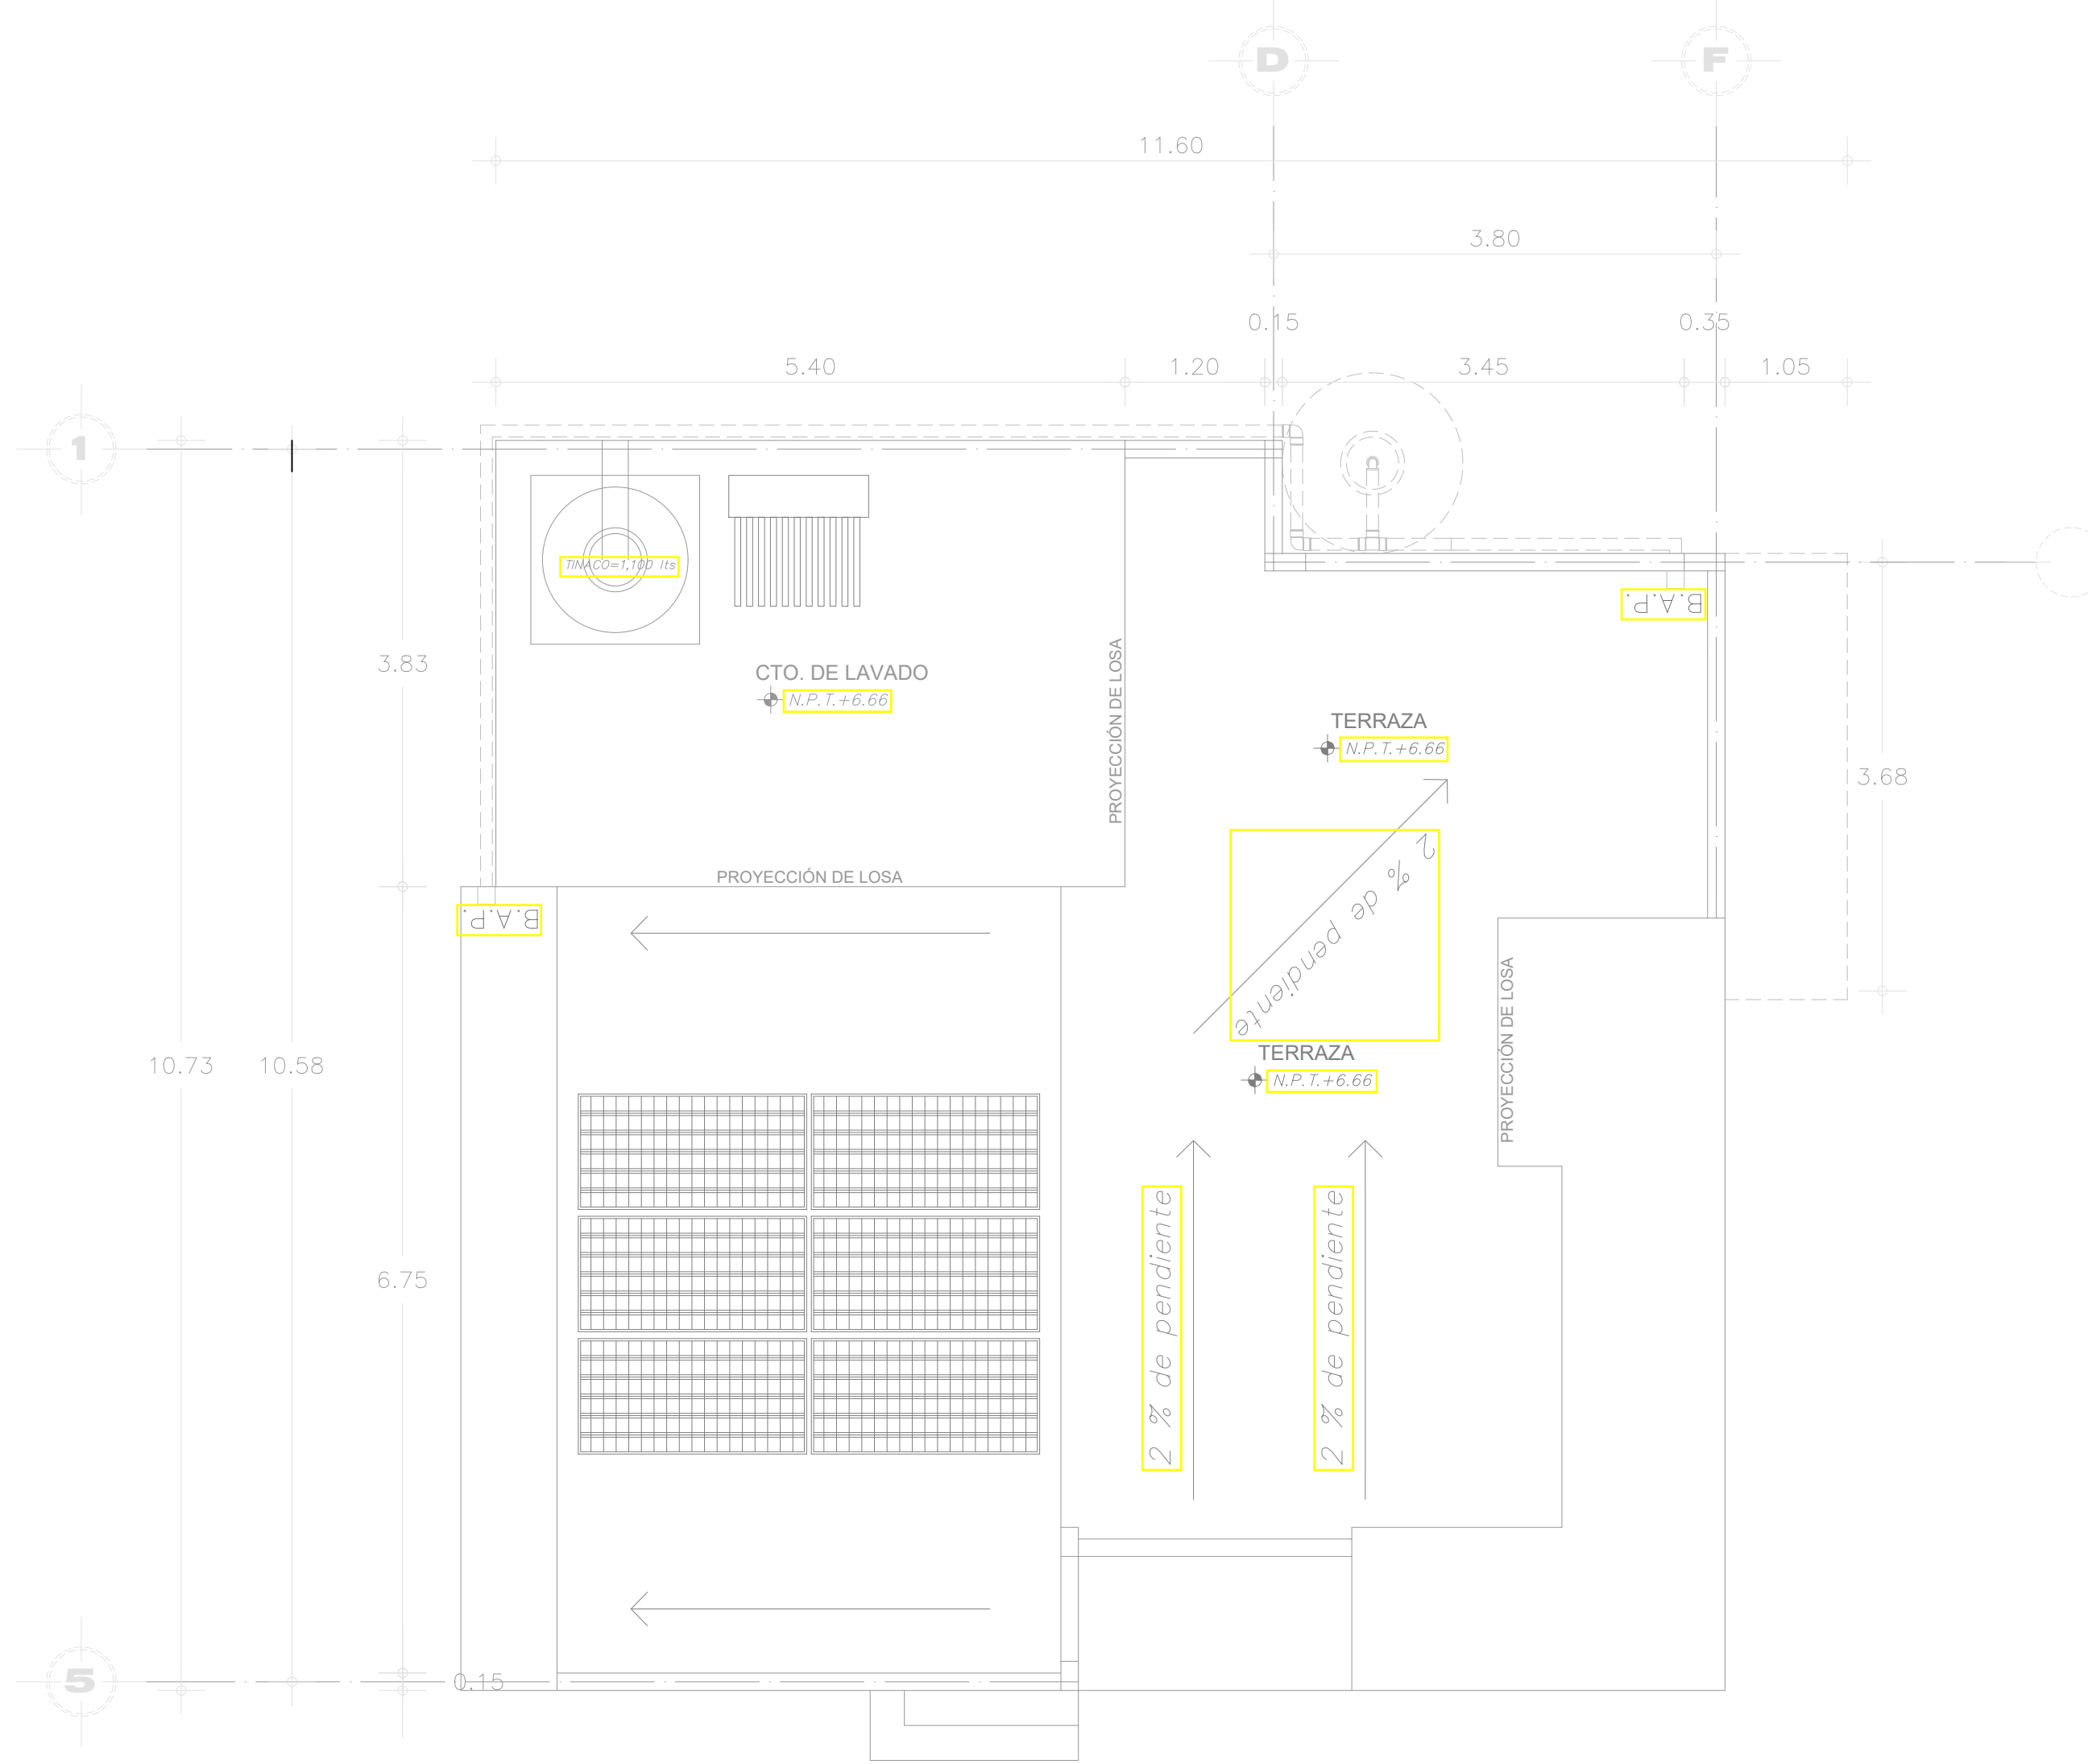 D
F
11.60
3.80
0.15
0.35
5.40
1.20
3.45
1.05
1
TINACO=1,100 lts
B.A.P.
3.83
CTO. DE LAVADO
N.P.T.+6.66
PROYECCIÓN DE LOSA
TERRAZA
N.P.T.+6.66
3.68
2 % de pendiente
PROYECCIÓN DE LOSA
B.A.P.
PROYECCIÓN DE LOSA
10.73
10.58
TERRAZA
N.P.T.+6.66
6.75
2 % de pendiente
2 % de pendiente
5
0.15